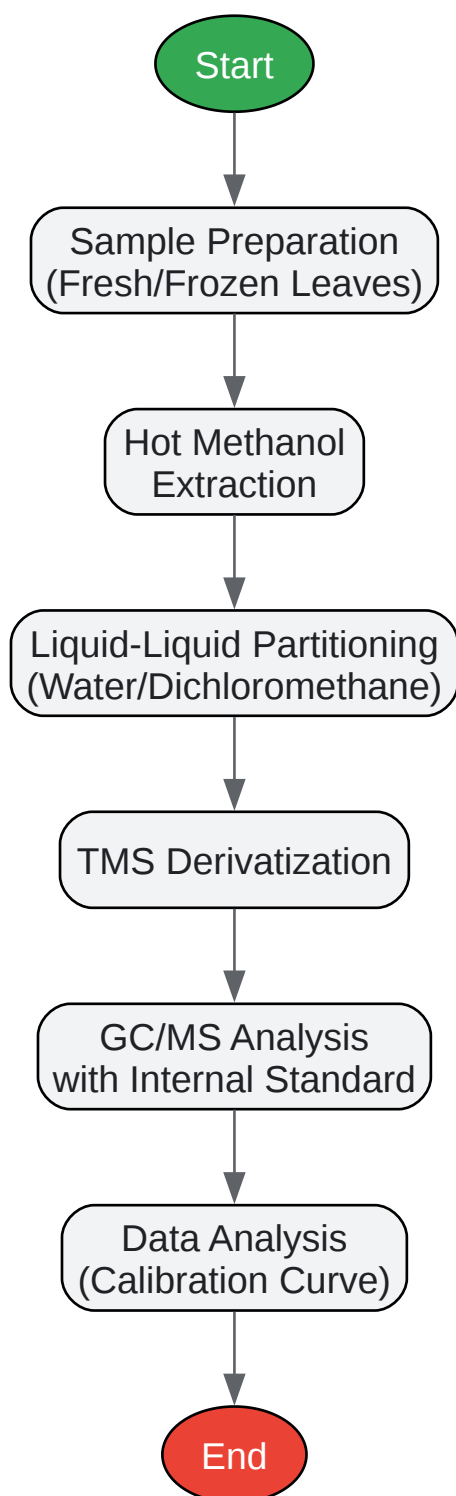 Start
Sample Preparation
(Fresh/Frozen Leaves)
Hot Methanol
Extraction
Liquid-Liquid Partitioning
(Water/Dichloromethane)
TMS Derivatization
GC/MS Analysis
with Internal Standard
Data Analysis
(Calibration Curve)
End